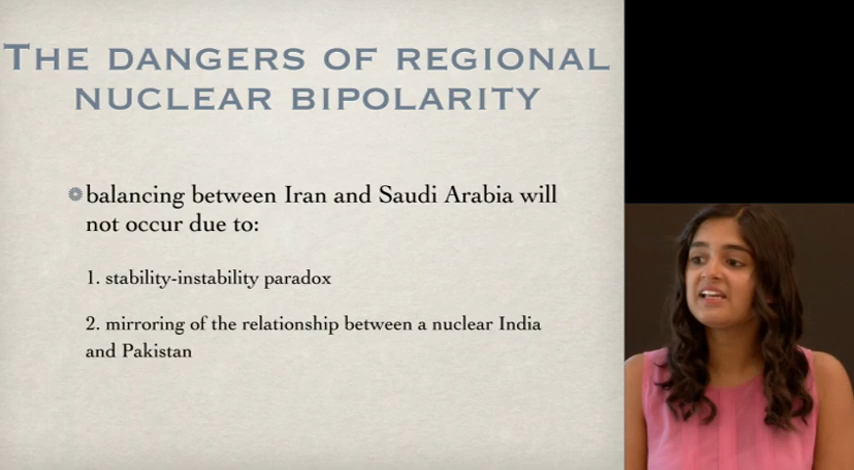 The dangers of regional
nuclear bipolarity
balancing between Iran and Saudi Arabia will
not occur due to:
1. stability-instability paradox
2. mirroring of the relationship between a nuclear India
and Pakistan